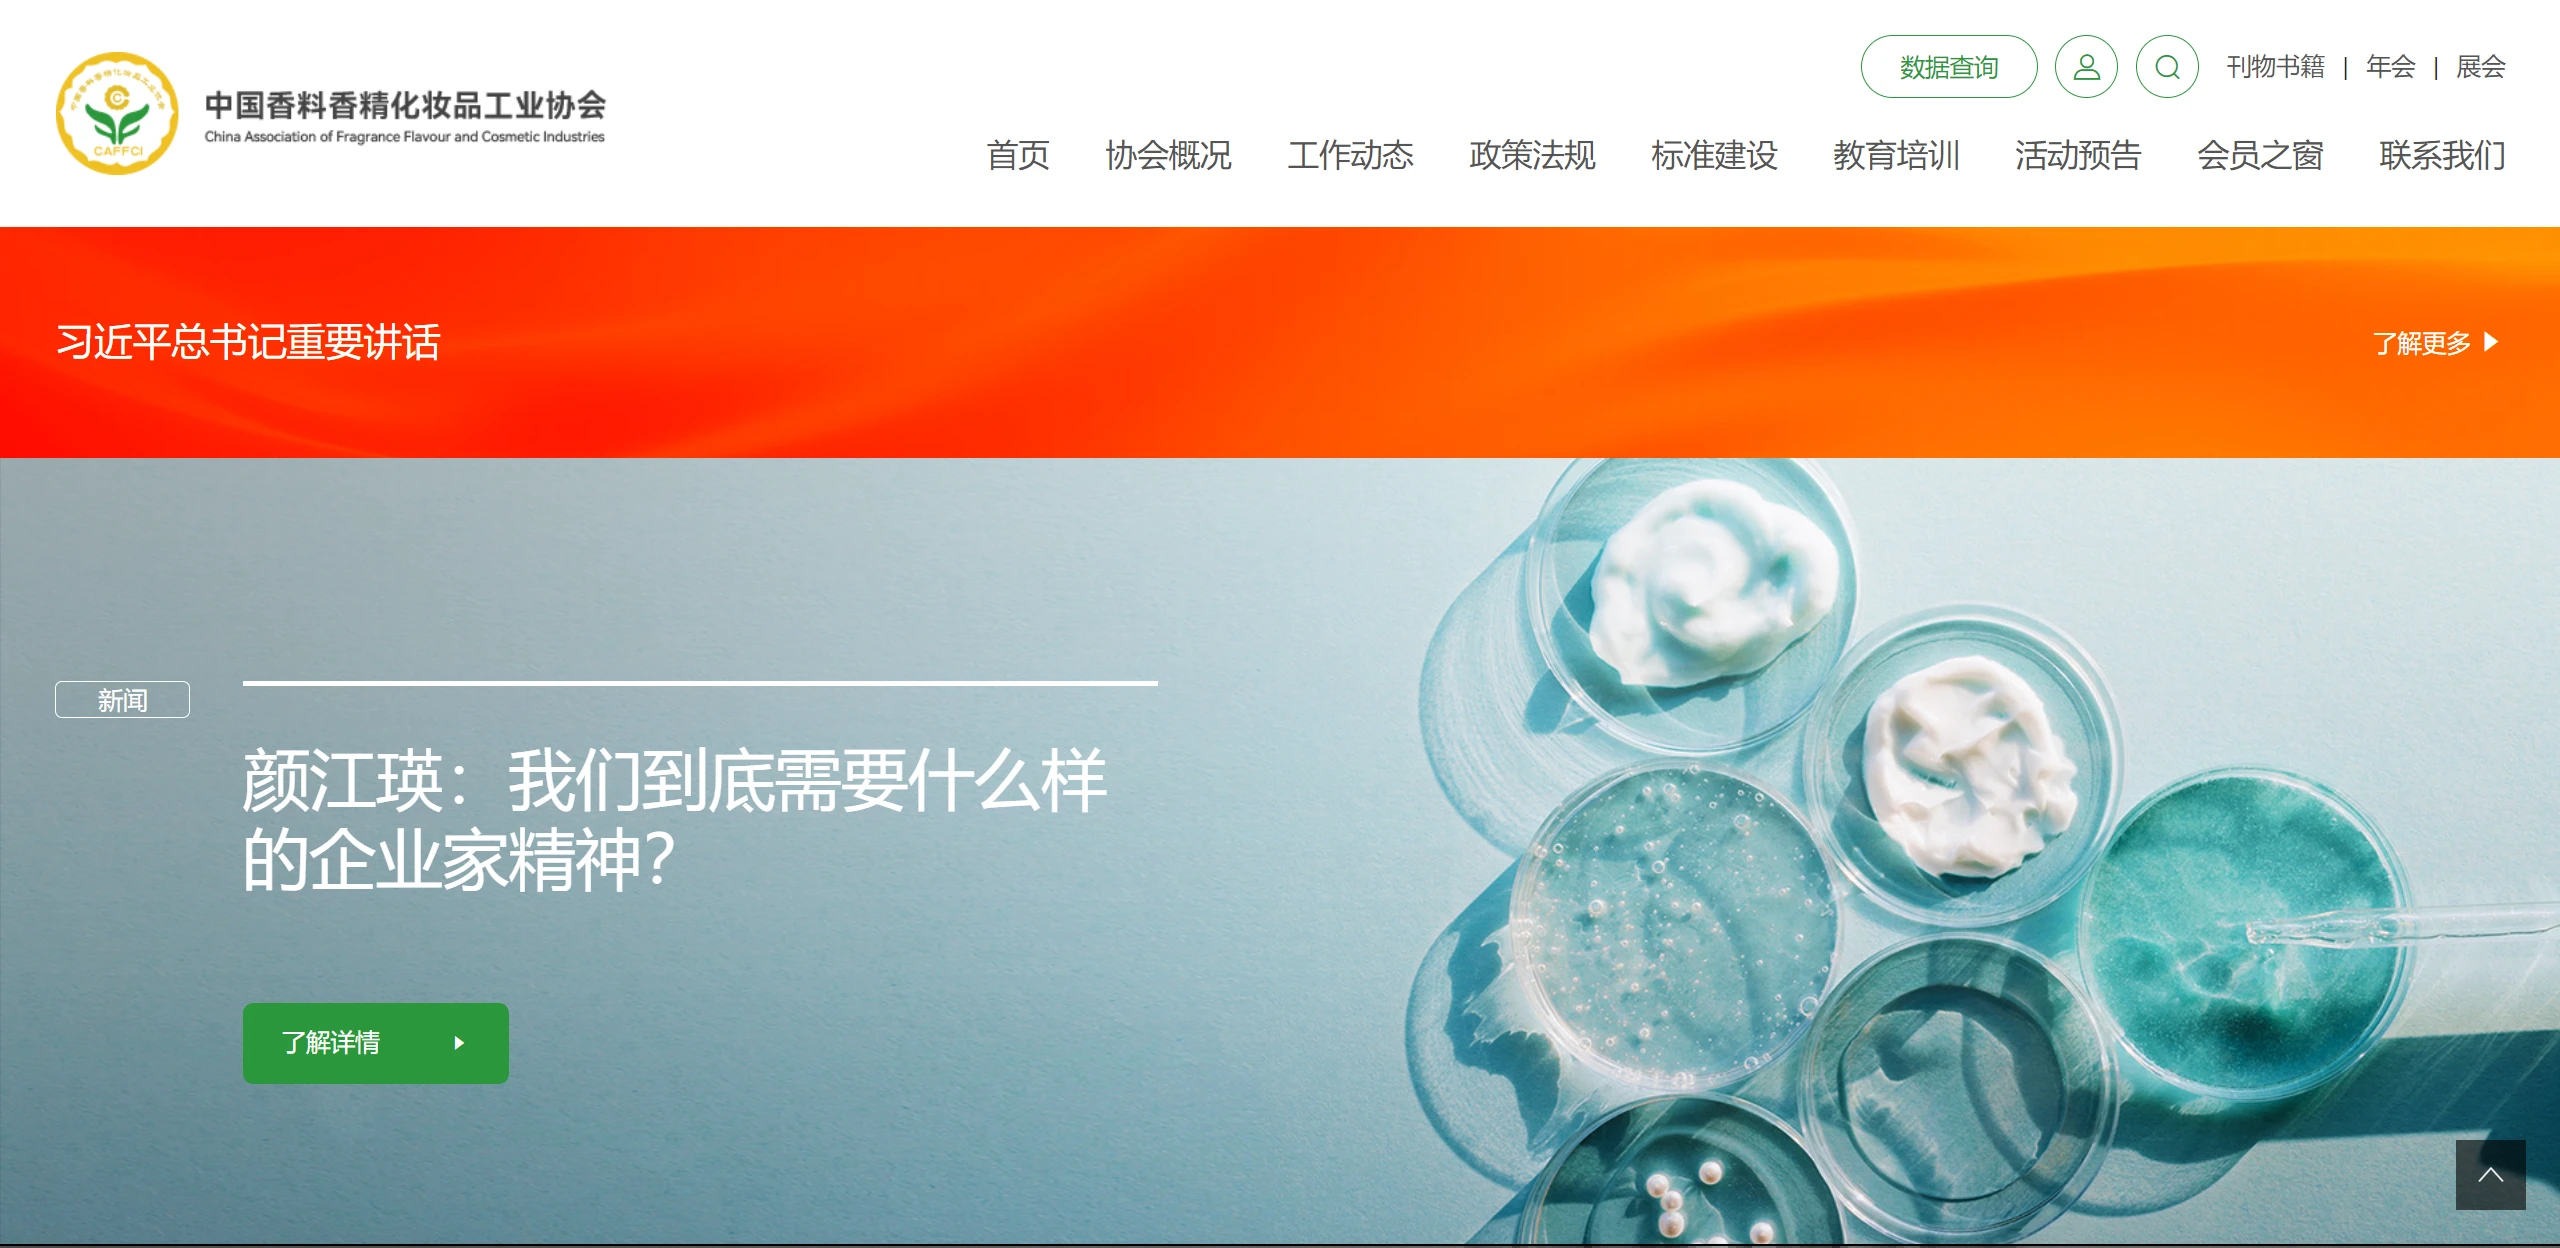 数据查询
刊物书籍 | 年会 | 展会
中国香料香精化妆品工业协会
China Association of Fragrance Flavour and Cosmetic Industries
CAFFCI
首页 协会概况 工作动态 政策法规 标准建设 教育培训 活动预告 会员之窗 联系我们
习近平总书记重要讲话
了解更多
新闻
颜江瑛：我们到底需要什么样
的企业家精神？
了解详情